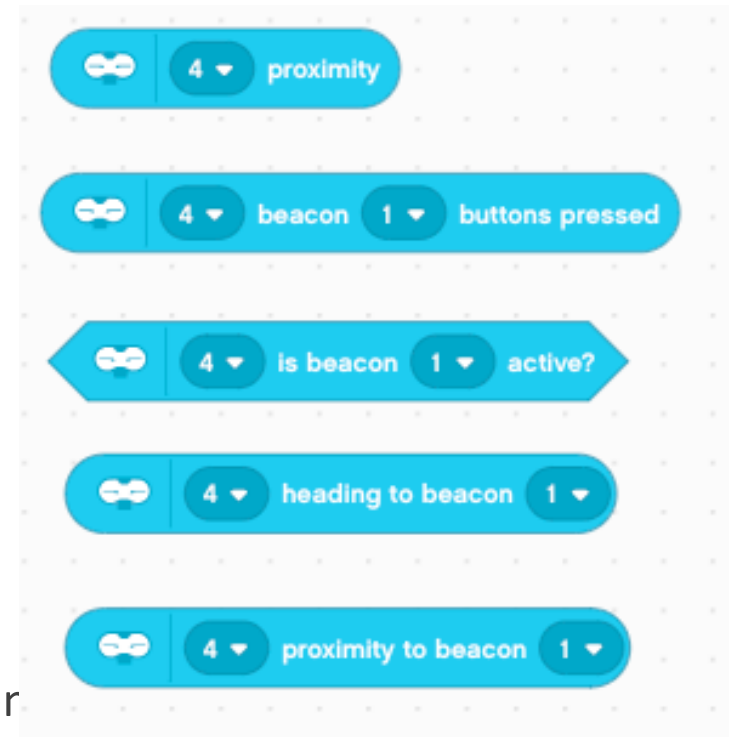 4 proximity
4 beacon 1 buttons pressed
4 is beacon 1 active?
4 heading to beacon 1
4 proximity to beacon 1
r